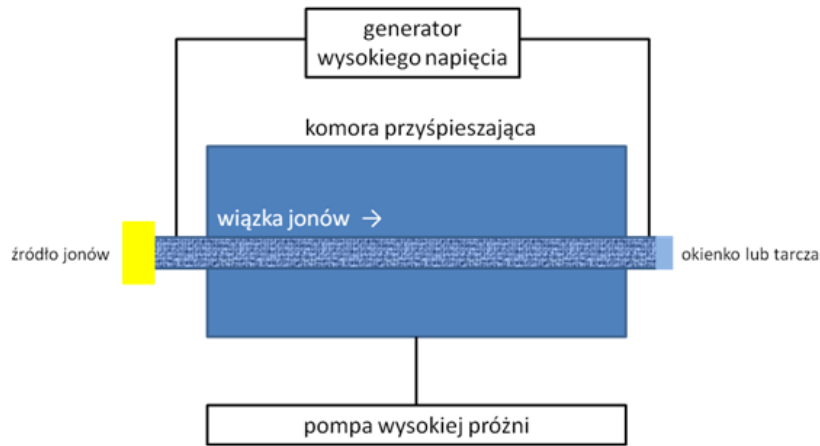 generator
wysokiego napięcia
komora przyśpieszająca
wiązka jonów →
źródło jonów
okienko lub tarcza
pompa wysokiej próżni